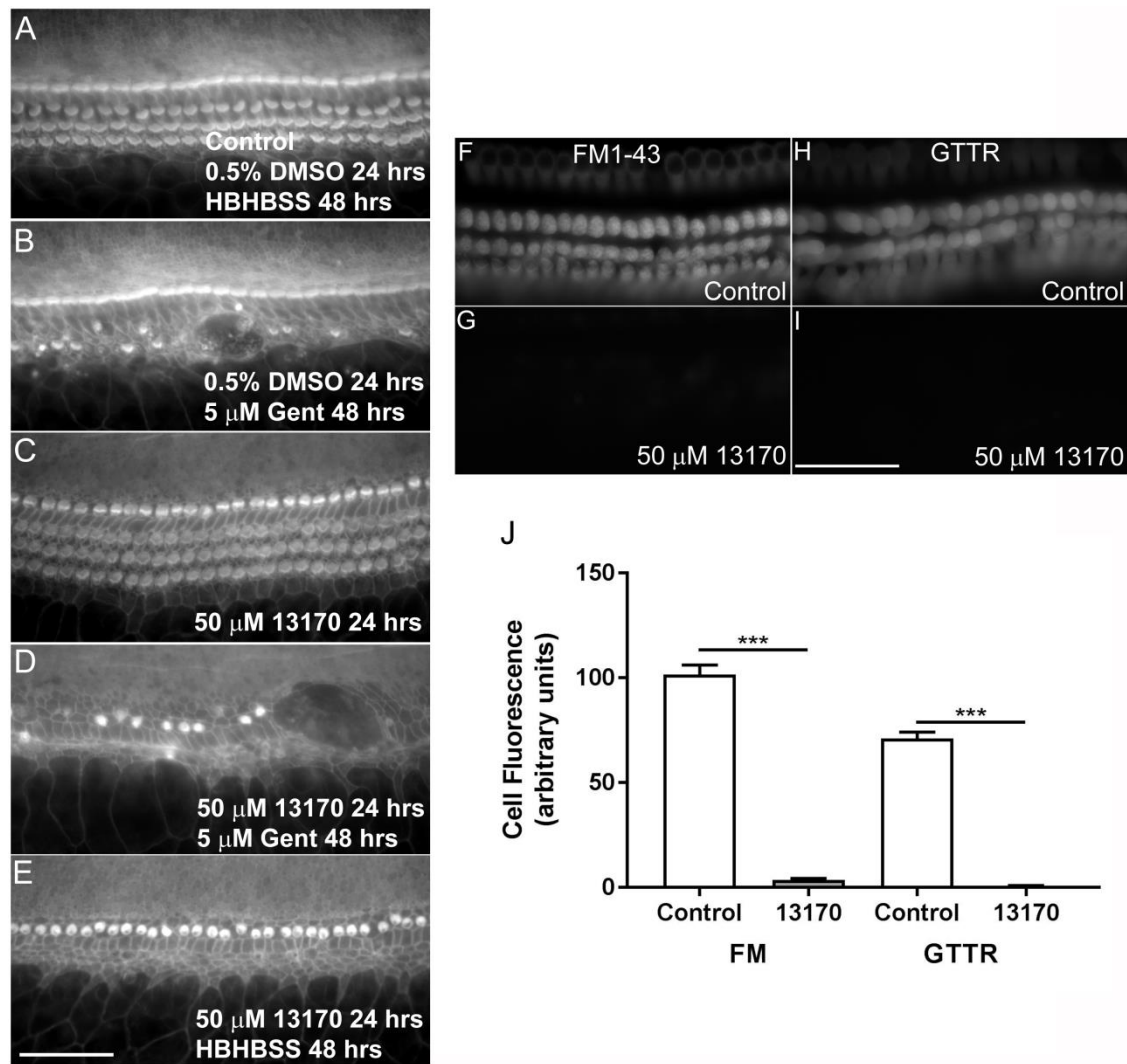 A
Control
0.5% DMSO 24 hrs
HBHBSS 48 hrs
B
0.5% DMSO 24 hrs
5 μM Gent 48 hrs
C
50 μM 13170 24 hrs
D
50 μM 13170 24 hrs
5 μM Gent 48 hrs
E
50 μM 13170 24 hrs
HBHBSS 48 hrs
F
FM1-43
Control
H
GTTR
Control
G
50 μM 13170
I
50 μM 13170
J
Cell Fluorescence
(arbitrary units)
150
100
50
0
***
***
Control 13170 Control 13170
FM GTTR